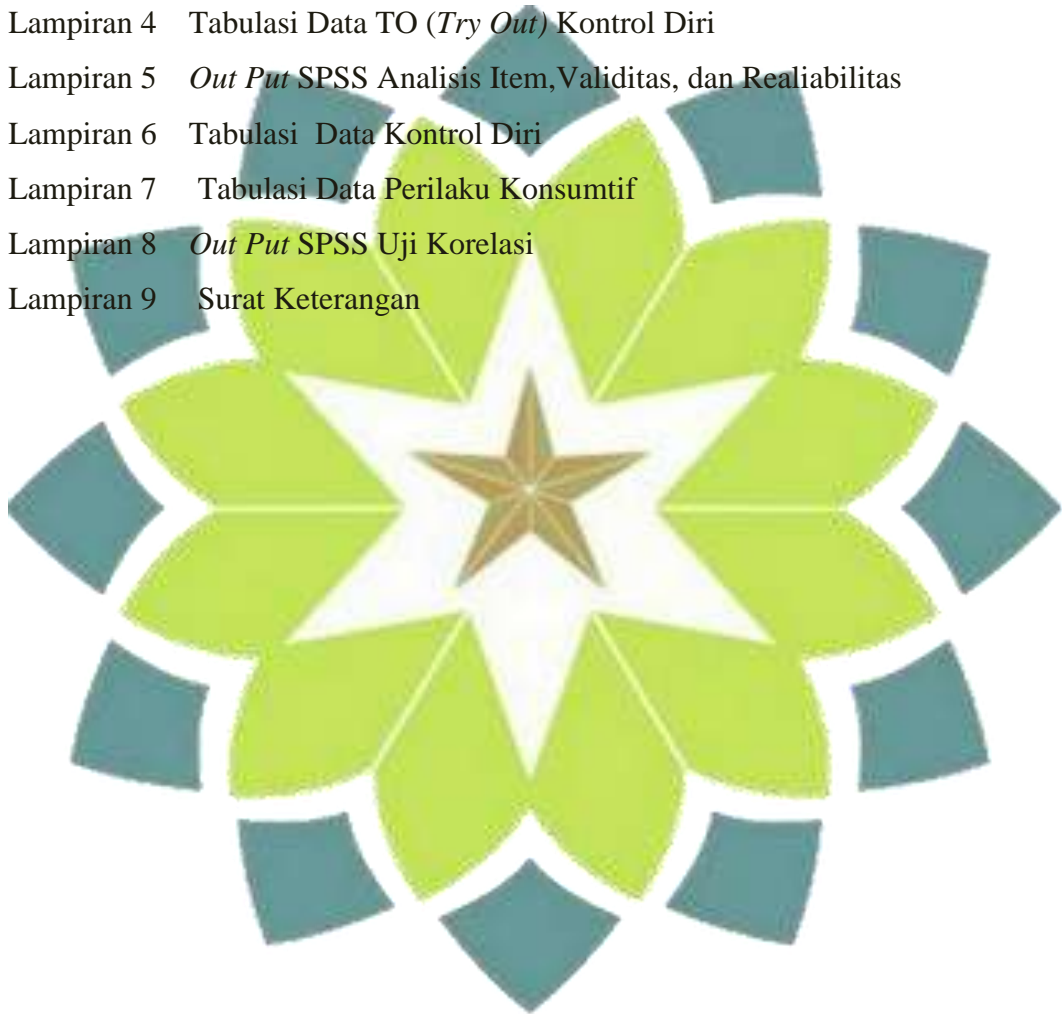 Lampiran 4 Tabulasi Data TO (Try Out) Kontrol Diri
Lampiran 5 Out Put SPSS Analisis Item,Validitas, dan Realiabilitas
Lampiran 6 Tabulasi Data Kontrol Diri
Lampiran 7 Tabulasi Data Perilaku Konsumtif
Lampiran 8 Out Put SPSS Uji Korelasi
Lampiran 9 Surat Keterangan